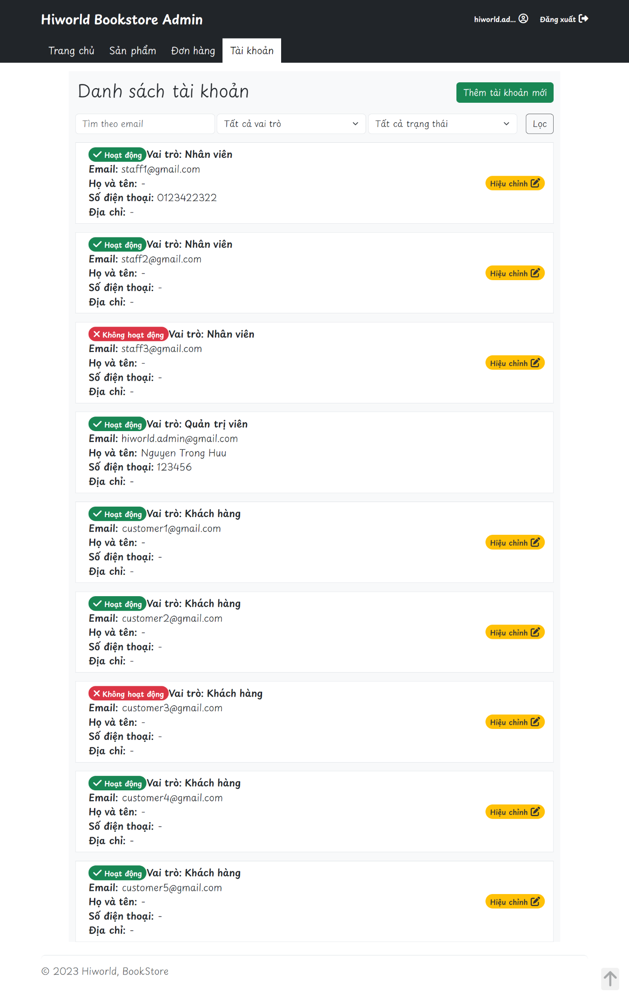 Hiworld Bookstore Admin
hiworld.ad... Đăng xuất
Trang chủ Sản phẩm Đơn hàng Tài khoản
Danh sách tài khoản
Thêm tài khoản mới
Tìm theo email Tất cả vai trò Tất cả trạng thái Lọc
Hoạt động Vai trò: Nhân viên
Email: staff1@gmail.com
Họ và tên: -
Hiệu chỉnh
Số điện thoại: 0123422322
Địa chỉ: -
Hoạt động Vai trò: Nhân viên
Email: staff2@gmail.com
Họ và tên: -
Hiệu chỉnh
Số điện thoại: -
Địa chỉ: -
Không hoạt động Vai trò: Nhân viên
Email: staff3@gmail.com
Họ và tên: -
Hiệu chỉnh
Số điện thoại: -
Địa chỉ: -
Hoạt động Vai trò: Quản trị viên
Email: hiworld.admin@gmail.com
Họ và tên: Nguyen Trong Huu
Số điện thoại: 123456
Địa chỉ: -
Hoạt động Vai trò: Khách hàng
Email: customer1@gmail.com
Họ và tên: -
Hiệu chỉnh
Số điện thoại: -
Địa chỉ: -
Hoạt động Vai trò: Khách hàng
Email: customer2@gmail.com
Họ và tên: -
Hiệu chỉnh
Số điện thoại: -
Địa chỉ: -
Không hoạt động Vai trò: Khách hàng
Email: customer3@gmail.com
Họ và tên: -
Hiệu chỉnh
Số điện thoại: -
Địa chỉ: -
Hoạt động Vai trò: Khách hàng
Email: customer4@gmail.com
Họ và tên: -
Hiệu chỉnh
Số điện thoại: -
Địa chỉ: -
Hoạt động Vai trò: Khách hàng
Email: customer5@gmail.com
Họ và tên: -
Hiệu chỉnh
Số điện thoại: -
Địa chỉ: -
© 2023 Hiworld, BookStore